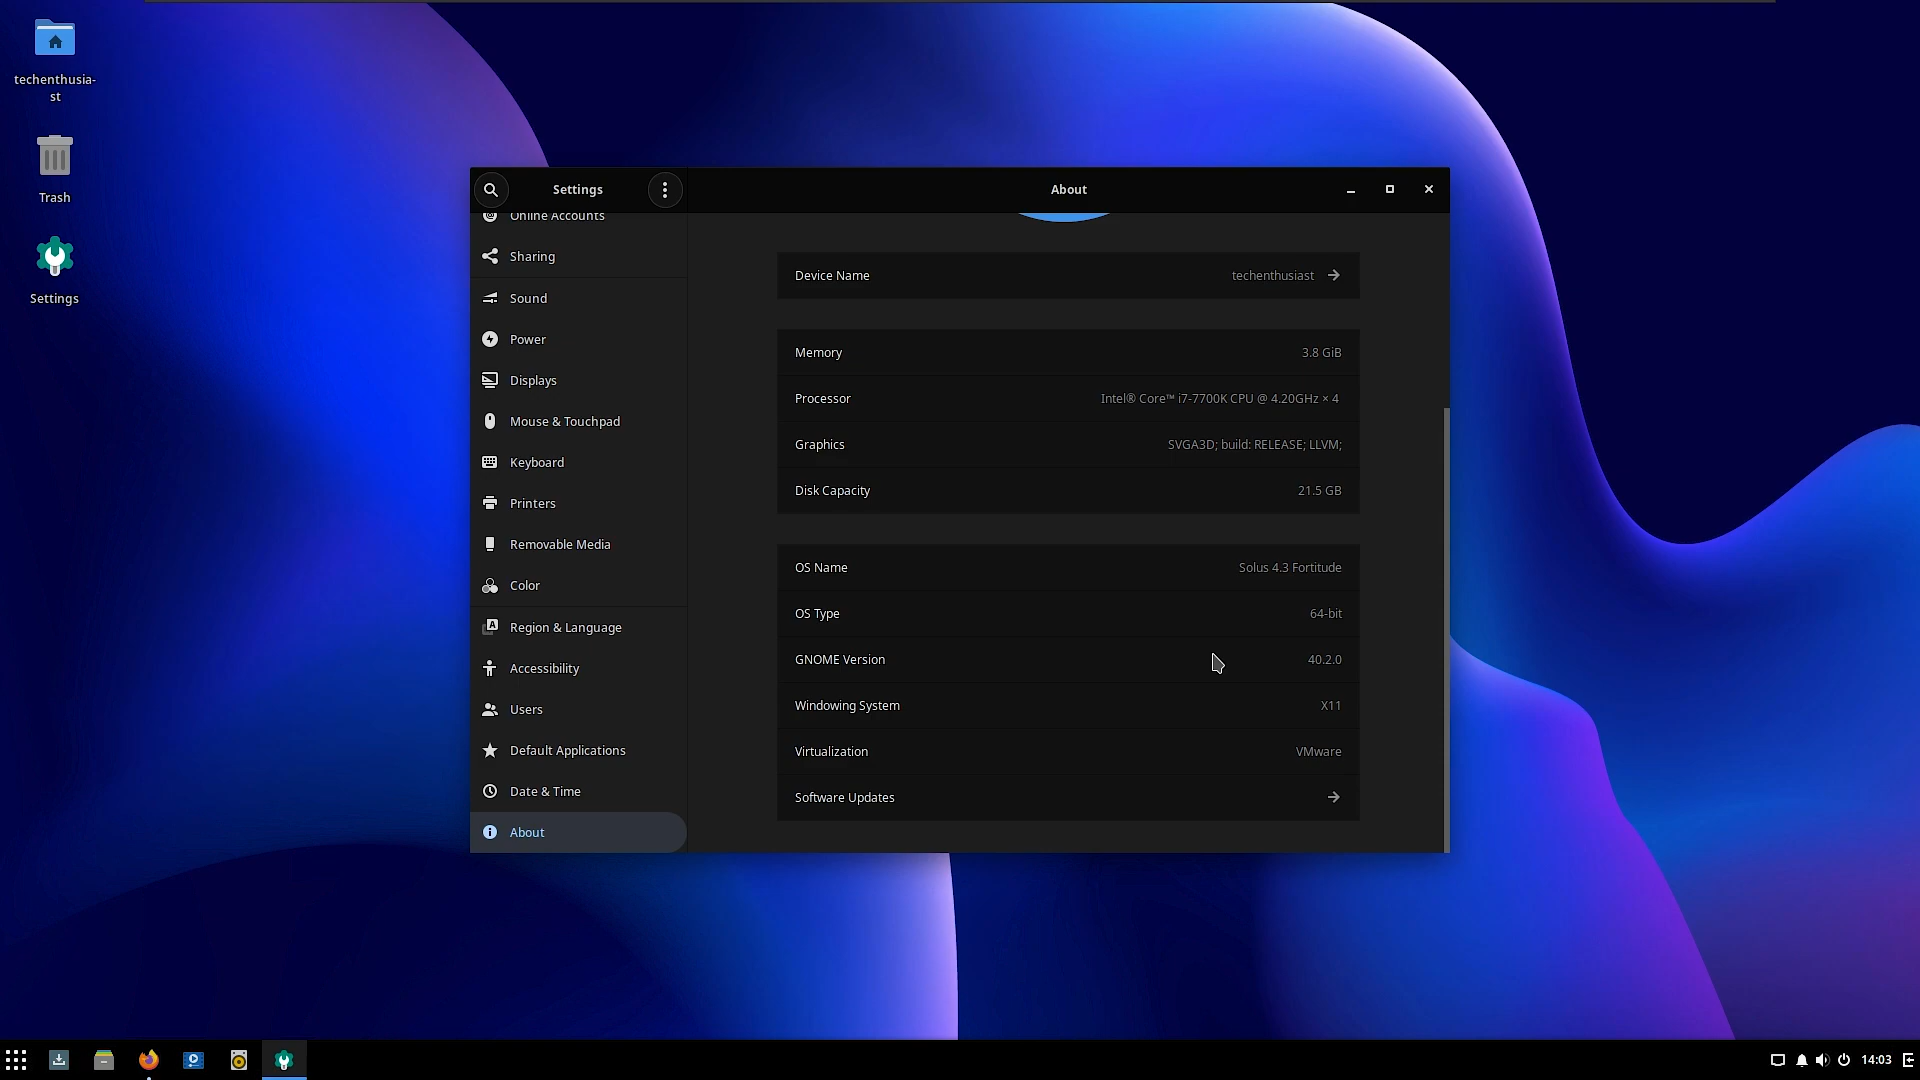 techenthusia-
st
Trash
Settings
Settings
About
Online Accounts
Sharing
Sound
Power
Displays
Mouse & Touchpad
Keyboard
Printers
Removable Media
Color
Region & Language
Accessibility
Users
Default Applications
Date & Time
About
Device Name techenthusiast
Memory 3.8 GiB
Processor Intel® Core™ i7-7700K CPU @ 4.20GHz × 4
Graphics SVGA3D; build: RELEASE; LLVM;
Disk Capacity 21.5 GB
OS Name Solus 4.3 Fortitude
OS Type 64-bit
GNOME Version 40.2.0
Windowing System X11
Virtualization VMware
Software Updates
14:03